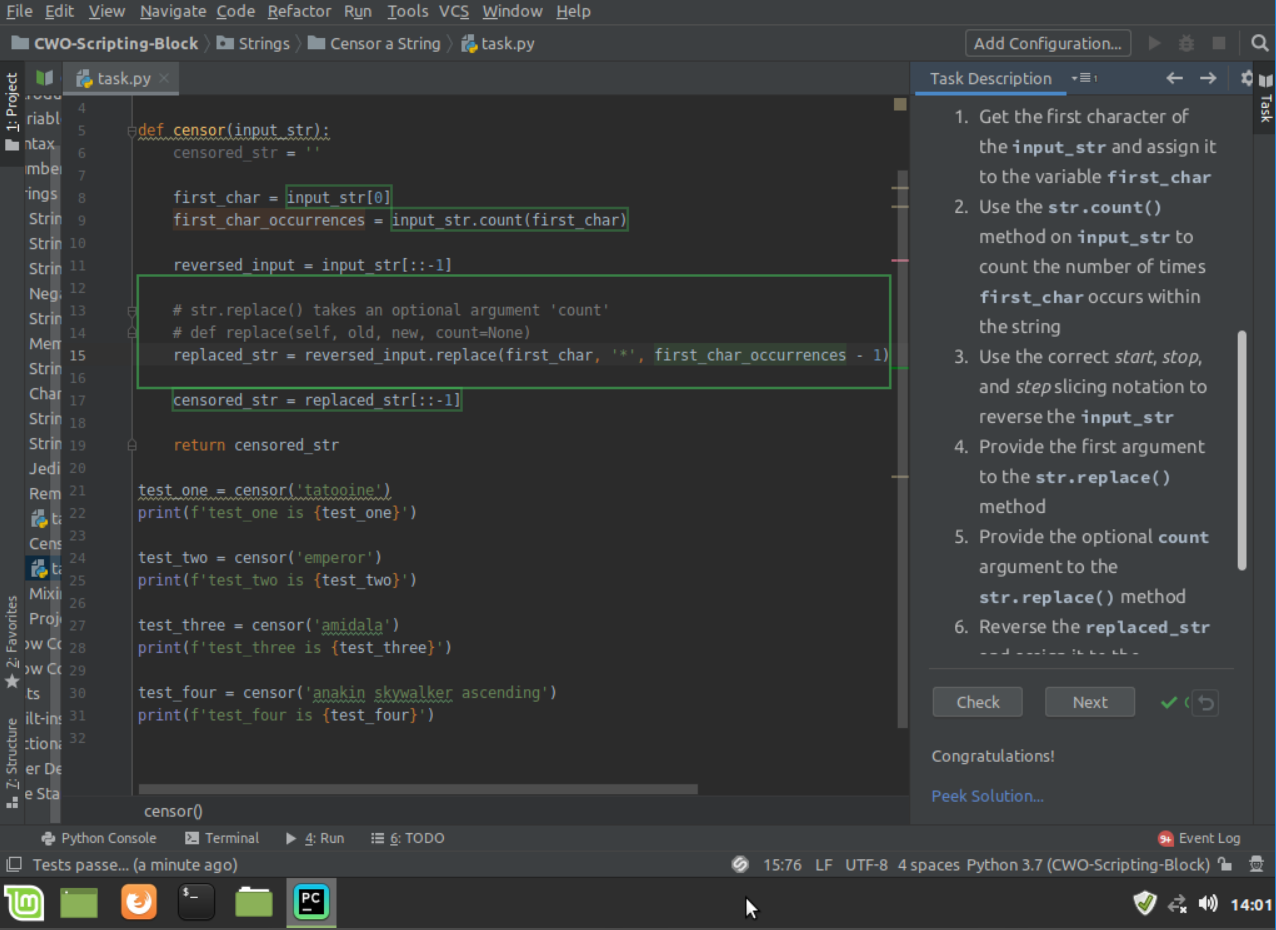 File Edit View Navigate Code Refactor Run Tools VCS Window Help
CWO-Scripting-Block Strings Censor a String task.py Add Configuration...
1: Project
task.py
4
5 def censor(input_str):
6 censored_str = ''
7
8 first_char = input_str[0]
9 first_char_occurrences = input_str.count(first_char)
10
11 reversed_input = input_str[::-1]
12
13 # str.replace() takes an optional argument 'count'
14 # def replace(self, old, new, count=None)
15 replaced_str = reversed_input.replace(first_char, '*', first_char_occurrences - 1)
16
17 censored_str = replaced_str[::-1]
18
19 return censored_str
20
21 test_one = censor('tatooine')
22 print(f'test_one is {test_one}')
23
24 test_two = censor('emperor')
25 print(f'test_two is {test_two}')
26
27 test_three = censor('amidala')
28 print(f'test_three is {test_three}')
29
30 test_four = censor('anakin skywalker ascending')
31 print(f'test_four is {test_four}')
32
censor()
riabl
ntax
mbe
ings
Strin
Strin
Strin
Neg
Strin
Mem
Strin
Char
Strin
Strin
Jedi
Rem
ta
Cens
ta
Mixi
Proj
ow Co
ow Co
ts
ilt-ins
ction
er De
e Sta
2: Favorites
7: Structure
Task Description
Task
1. Get the first character of
the input_str and assign it
to the variable first_char
2. Use the str.count()
method on input_str to
count the number of times
first_char occurs within
the string
3. Use the correct start, stop,
and step slicing notation to
reverse the input_str
4. Provide the first argument
to the str.replace()
method
5. Provide the optional count
argument to the
str.replace() method
6. Reverse the replaced_str
and assign it to the
Check Next
Congratulations!
Peek Solution...
Python Console Terminal 4: Run 6: TODO 9+ Event Log
Tests passe... (a minute ago) 15:76 LF UTF-8 4 spaces Python 3.7 (CWO-Scripting-Block)
PC 14:01